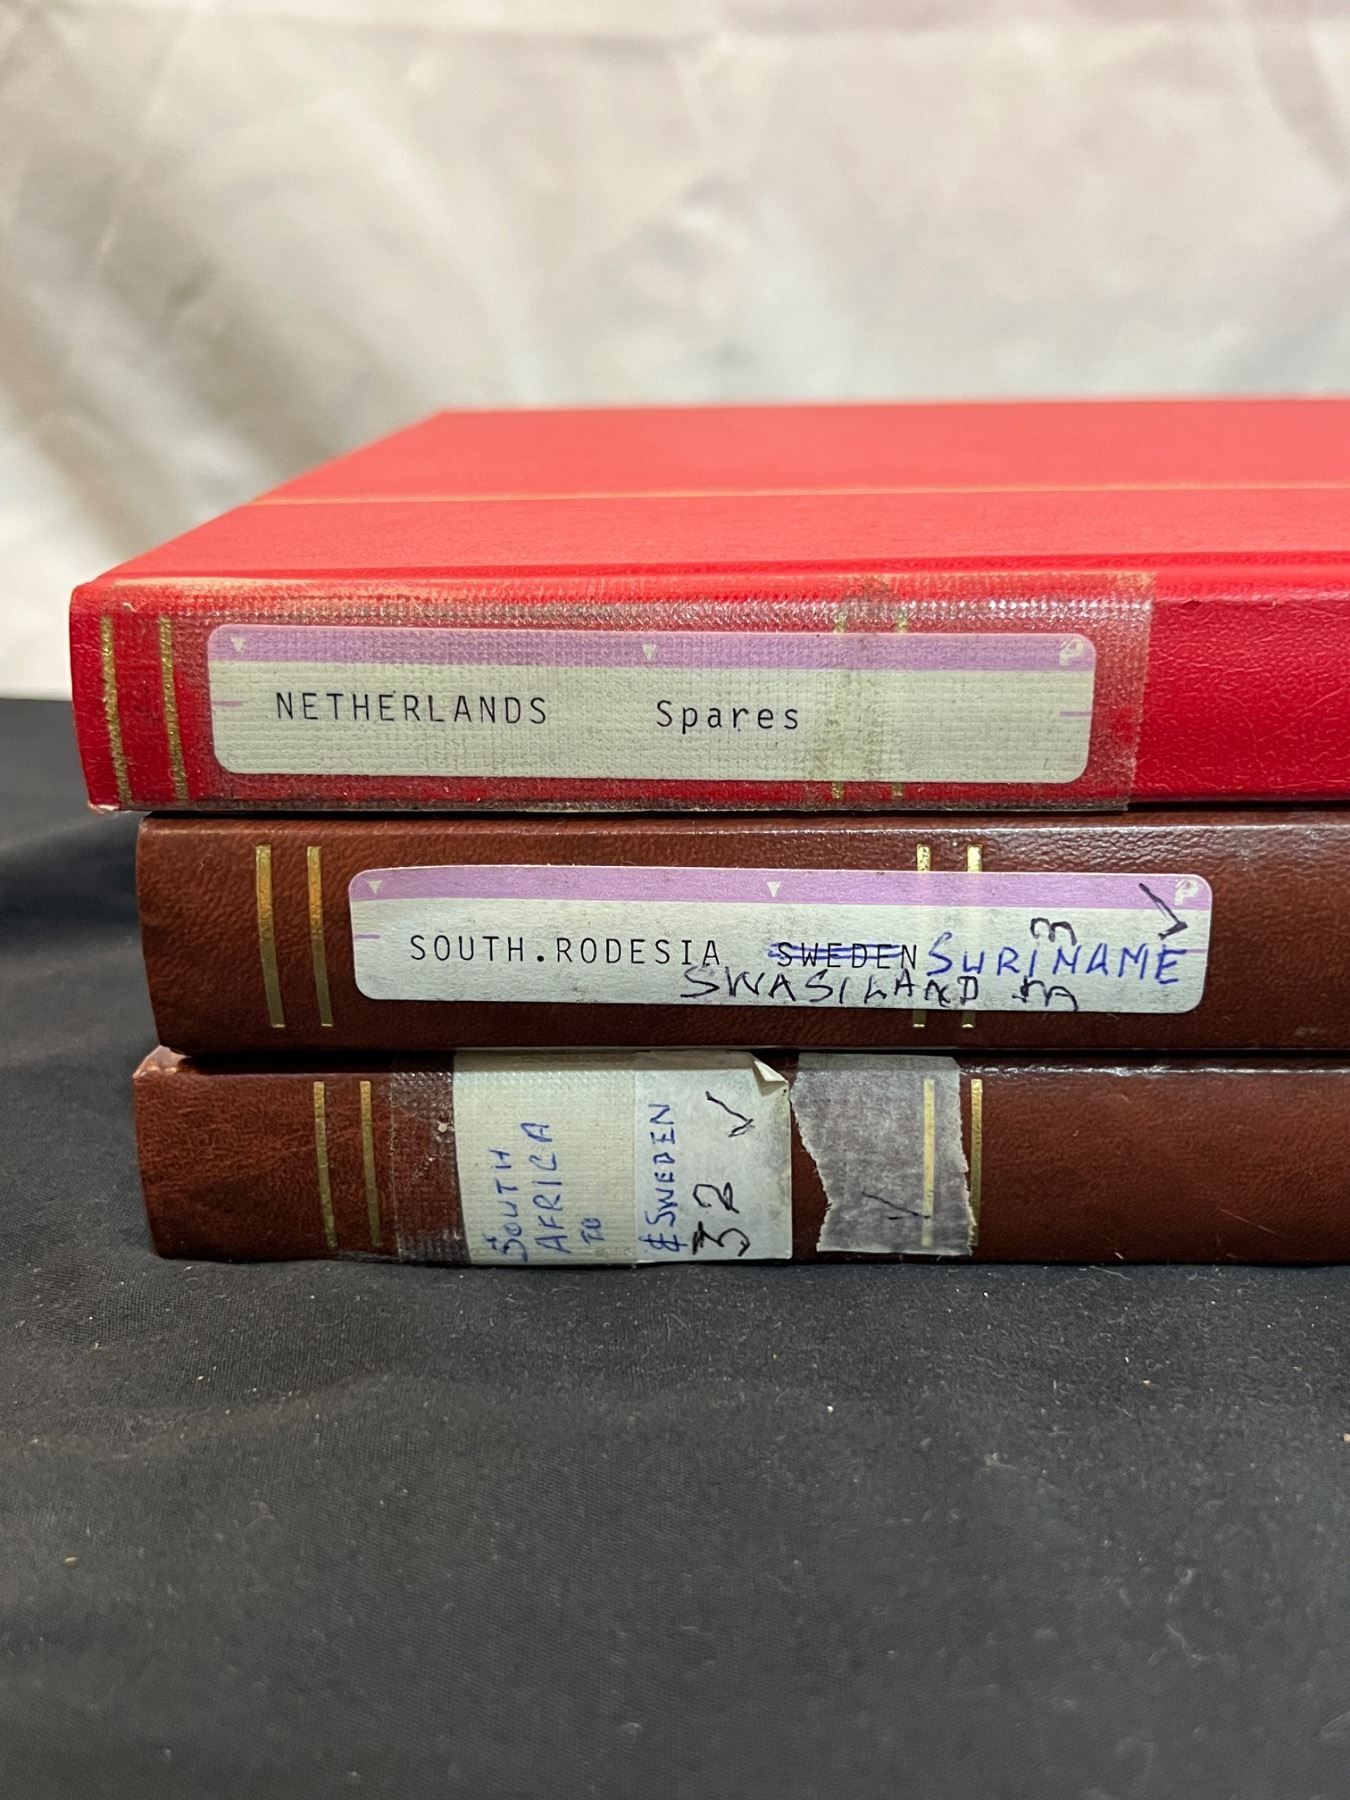 NETHERLANDS Spares
SOUTH.RODESIA SWEDEN SURINAME
SWASILAND
SOUTH
AFRICA
TO
& SWEDEN
32